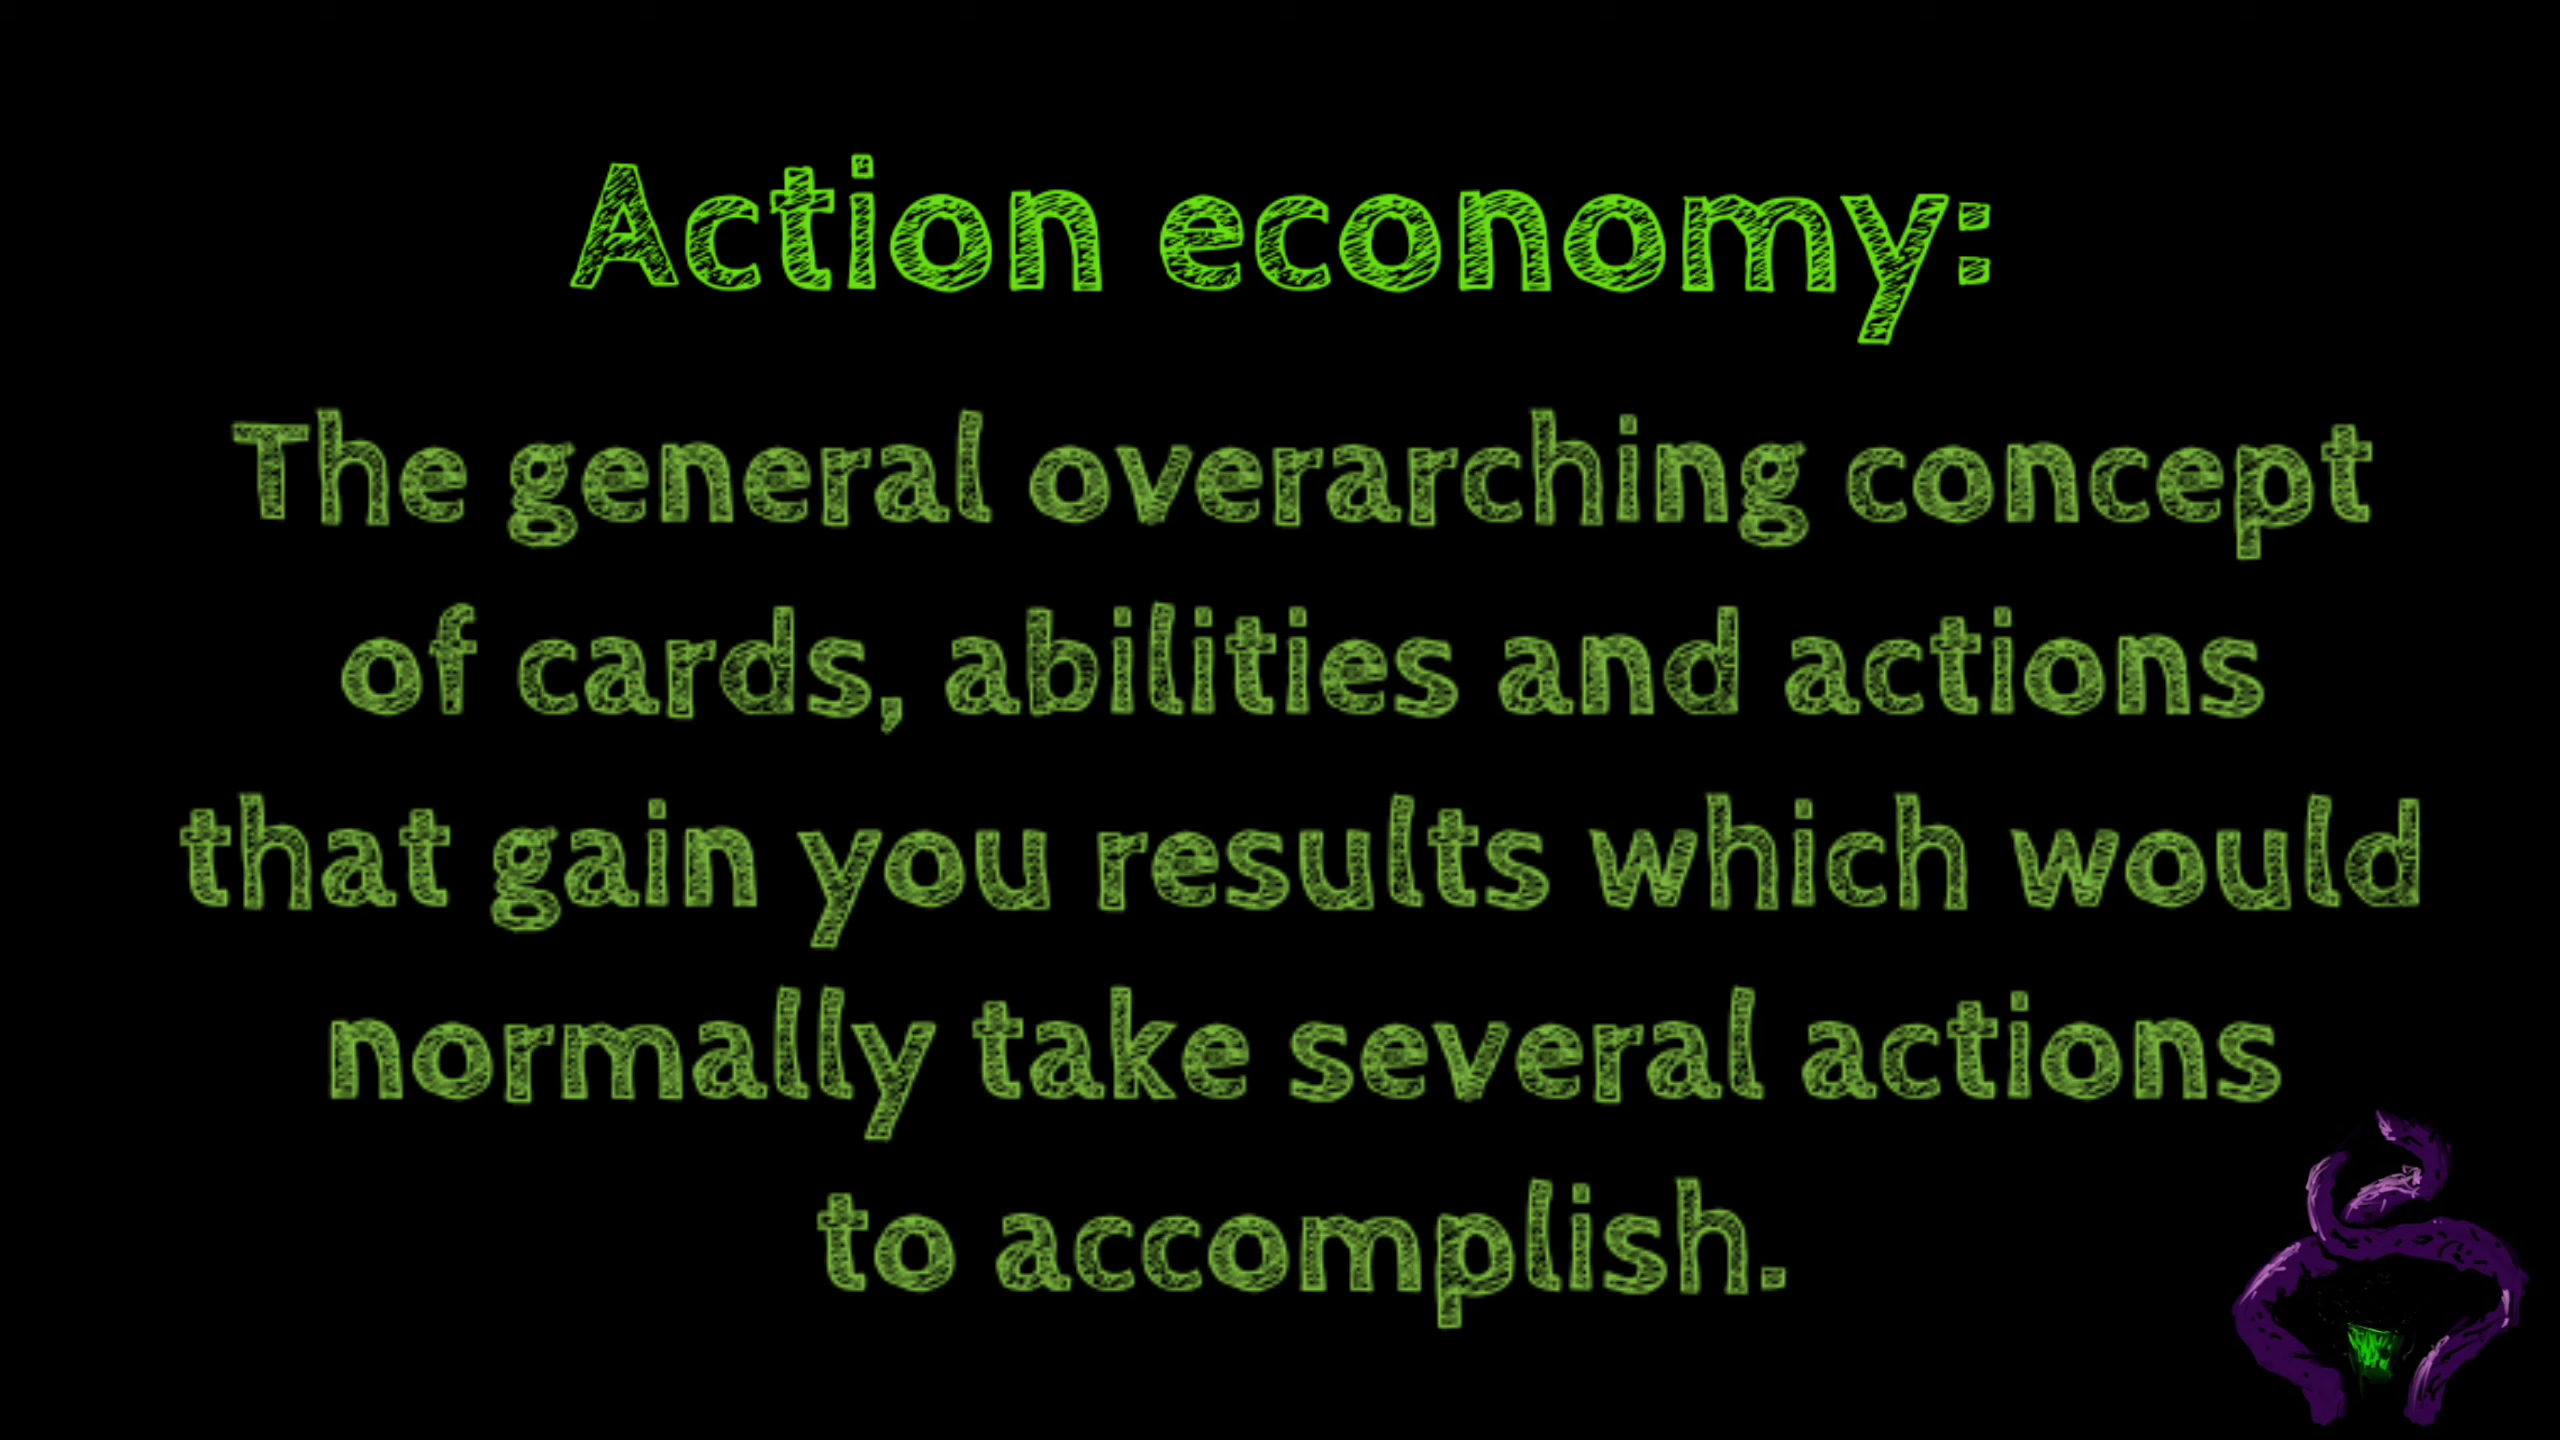 Action economy:
The general overarching concept
of cards, abilities and actions
that gain you results which would
normally take several actions
to accomplish.